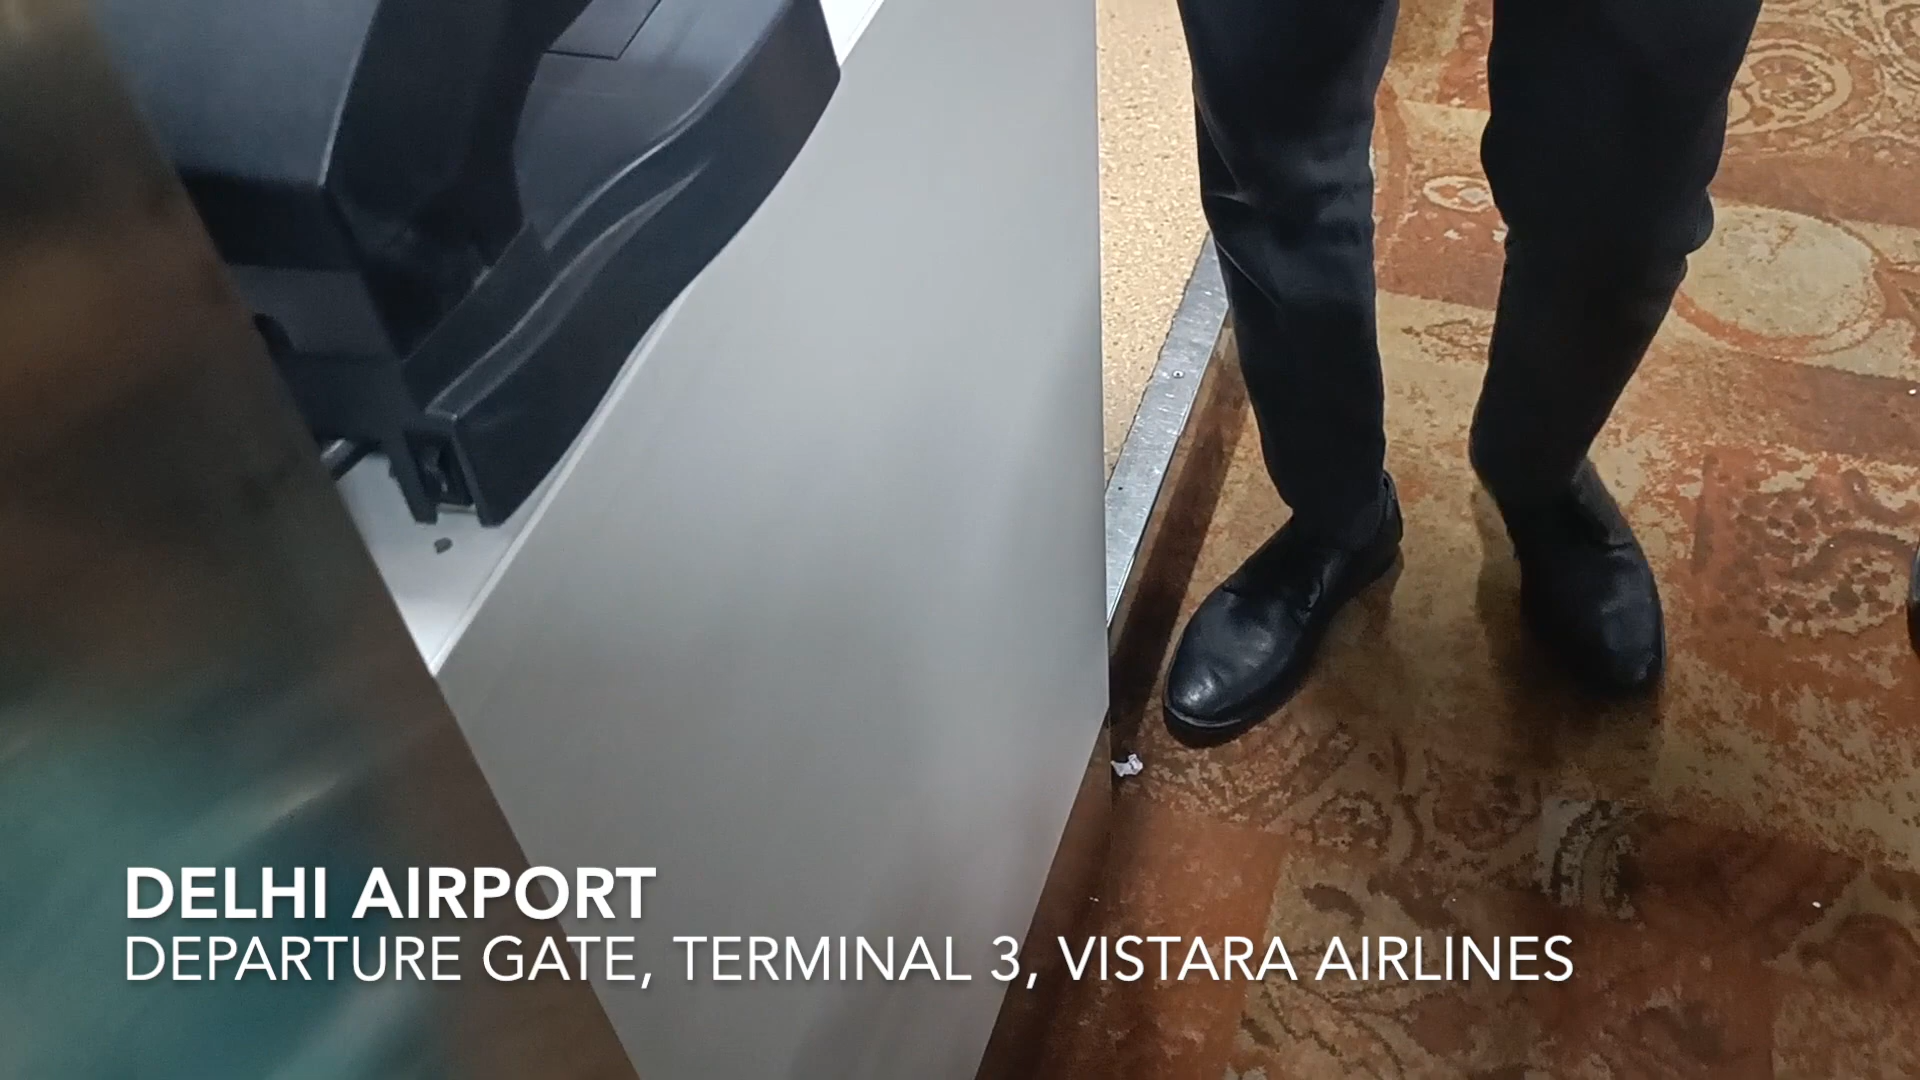 DELHI AIRPORT
DEPARTURE GATE, TERMINAL 3, VISTARA AIRLINES